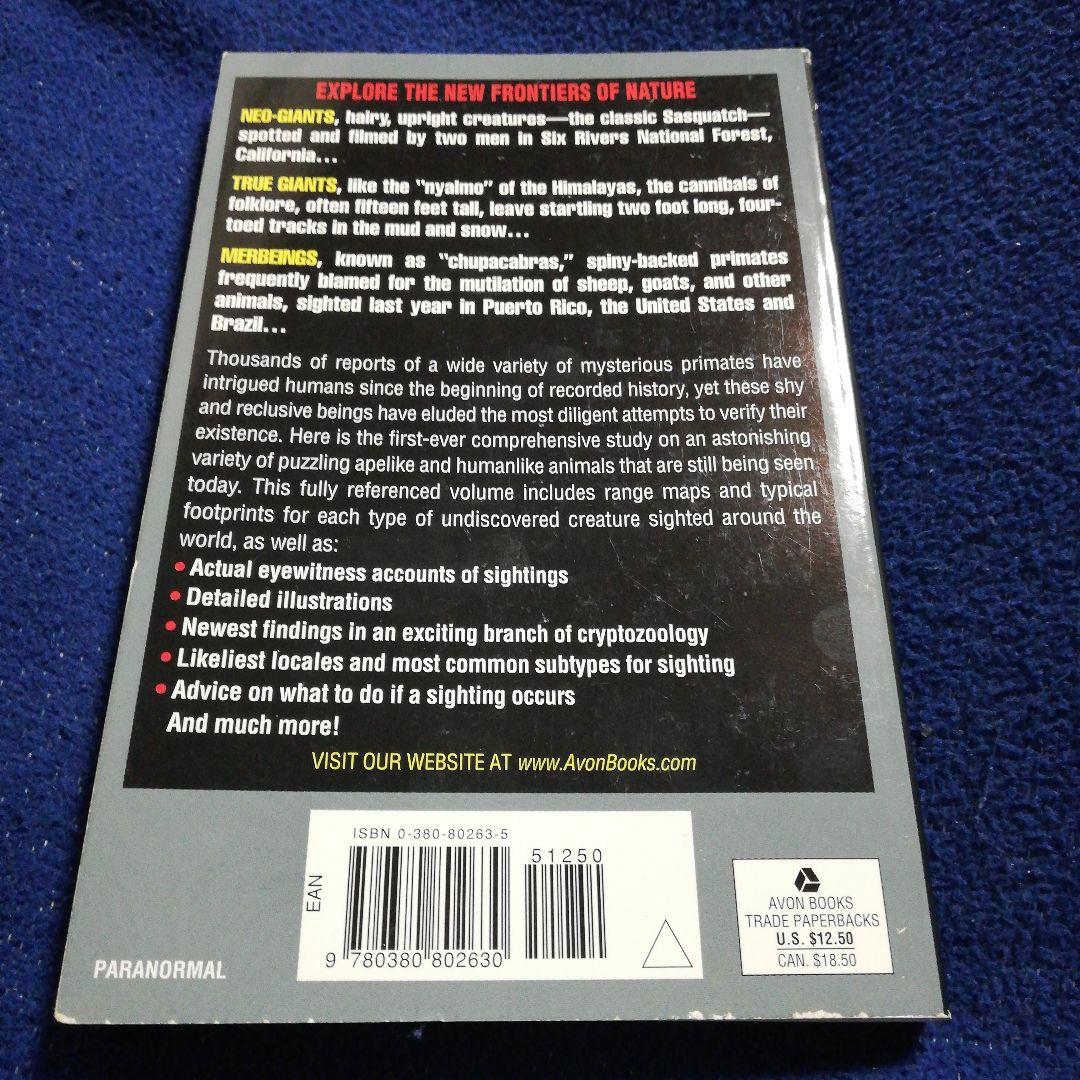 EXPLORE THE NEW FRONTIERS OF NATURE
NEO-GIANTS, hairy, upright creatures—the classic Sasquatch—
spotted and filmed by two men in Six Rivers National Forest,
California...
TRUE GIANTS, like the "nyalmo" of the Himalayas, the cannibals of
folklore, often fifteen feet tall, leave startling two foot long, four-
toed tracks in the mud and snow...
MERBEINGS, known as "chupacabras," spiny-backed primates
frequently blamed for the mutilation of sheep, goats, and other
animals, sighted last year in Puerto Rico, the United States and
Brazil...
Thousands of reports of a wide variety of mysterious primates have
intrigued humans since the beginning of recorded history, yet these shy
and reclusive beings have eluded the most diligent attempts to verify their
existence. Here is the first-ever comprehensive study on an astonishing
variety of puzzling apelike and humanlike animals that are still being seen
today. This fully referenced volume includes range maps and typical
footprints for each type of undiscovered creature sighted around the
world, as well as:
• Actual eyewitness accounts of sightings
• Detailed illustrations
• Newest findings in an exciting branch of cryptozoology
• Likeliest locales and most common subtypes for sighting
• Advice on what to do if a sighting occurs
And much more!
VISIT OUR WEBSITE AT www.AvonBooks.com
ISBN 0-380-80263-5
51250
EAN
9 780380 802630
AVON BOOKS
TRADE PAPERBACKS
U.S. $12.50
CAN. $18.50
PARANORMAL